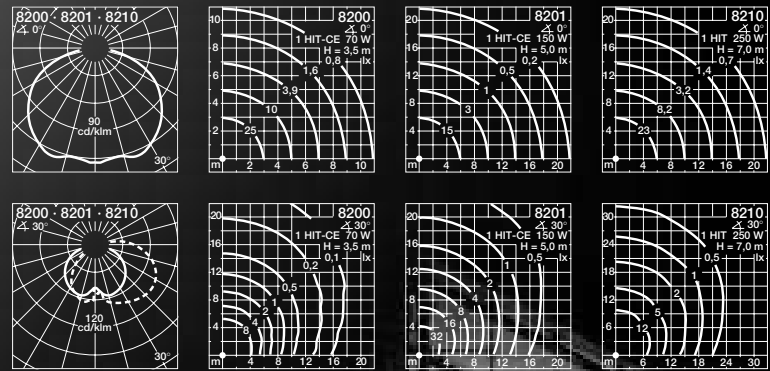 8200 · 8201 · 8210
∡ 0°
90
cd/klm
30°
8200
∡ 0°
1 HIT-CE 70 W
H = 3,5 m
lx
0,8
1,6
3,9
10
25
10
8
6
4
2
m 2 4 6 8 10
8201
∡ 0°
1 HIT-CE 150 W
H = 5,0 m
lx
0,2
0,5
1
3
15
20
16
12
8
4
m 4 8 12 16 20
8210
∡ 0°
1 HIT 250 W
H = 7,0 m
lx
0,7
1,4
3,2
8,2
23
20
16
12
8
4
m 4 8 12 16 20
8200 · 8201 · 8210
∡ 30°
120
cd/klm
30°
8200
∡ 30°
1 HIT-CE 70 W
H = 3,5 m
lx
0,1
0,2
0,5
1
2
4
8
20
16
12
8
4
m 4 8 12 16 20
8201
∡ 30°
1 HIT-CE 150 W
H = 5,0 m
lx
0,5
1
2
4
8
16
32
20
16
12
8
4
m 4 8 12 16 20
8210
∡ 30°
1 HIT 250 W
H = 7,0 m
lx
0,5
1
2
5
12
30
24
18
12
6
m 6 12 18 24 30